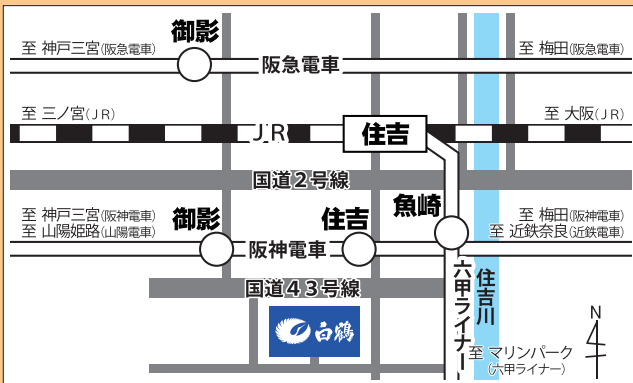 御影
至 神戸三宮(阪急電車)
至 梅田(阪急電車)
阪急電車
至 三ノ宮(JR)
至 大阪(JR)
JR
住吉
国道2号線
魚崎
至 神戸三宮(阪神電車)
至 山陽姫路(山陽電車)
御影
住吉
至 梅田(阪神電車)
至 近鉄奈良(近鉄電車)
阪神電車
六甲ライナー
住吉川
国道43号線
白鶴
N
至 マリンパーク
(六甲ライナー)